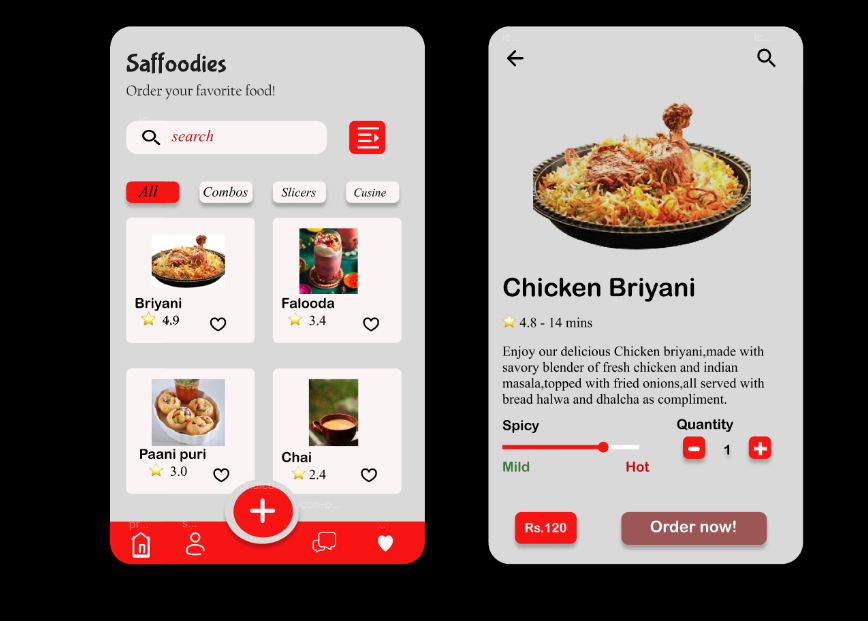 Saffoodies
Order your favorite food!
search
All
Combos
Slicers
Cusine
Briyani
4.9
Falooda
3.4
Paani puri
3.0
Chai
2.4
Chicken Briyani
4.8 - 14 mins
Enjoy our delicious Chicken briyani,made with
savory blender of fresh chicken and indian
masala,topped with fried onions,all served with
bread halwa and dhalcha as compliment.
Spicy
Quantity
1
Mild
Hot
Rs.120
Order now!